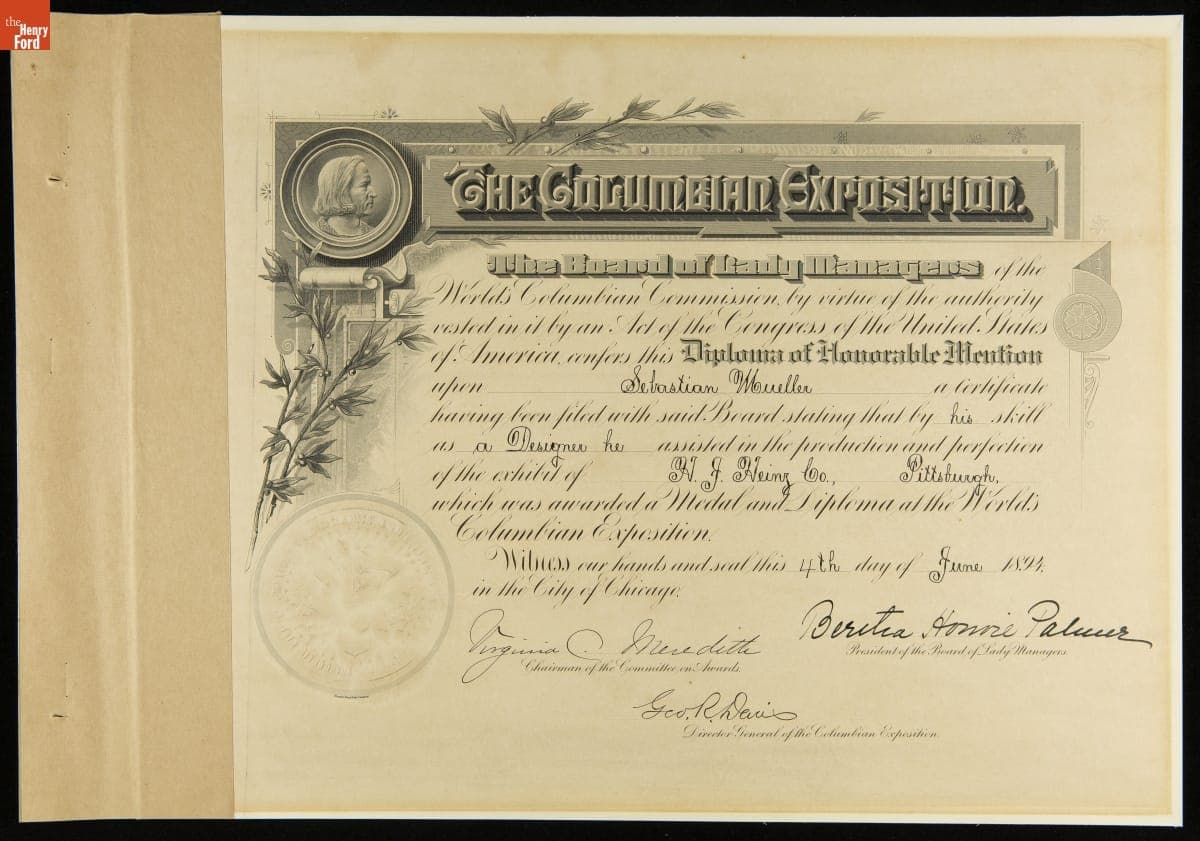 the
Henry
Ford
The Columbian Exposition.
The Board of Lady Managers of the
World's Columbian Commission, by virtue of the authority
vested in it by an Act of the Congress of the United States
of America, confers this Diploma of Honorable Mention
upon Sebastian Mueller a certificate
having been filed with said Board stating that by his skill
as a Designer he assisted in the production and perfection
of the exhibit of H. J. Heinz Co., Pittsburgh,
which was awarded a Medal and Diploma at the World's
Columbian Exposition.
Witness our hands and seal this 4th day of June 1894.
in the City of Chicago.
Virginia C. Meredith
Chairman of the Committee on Awards.
Bertha Honoré Palmer
President of the Board of Lady Managers.
Geo. R. Davis
Director General of the Columbian Exposition.